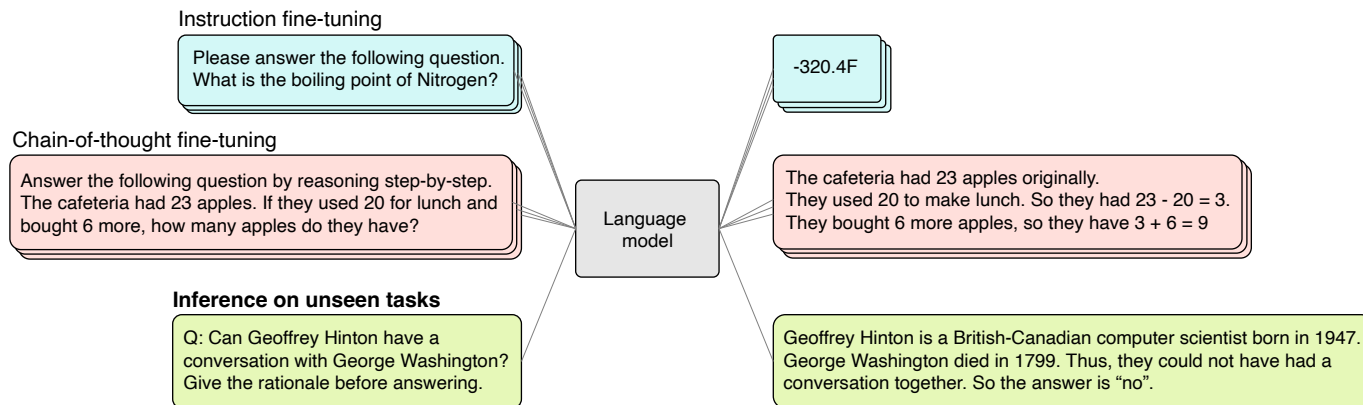 Instruction fine-tuning
Please answer the following question.
What is the boiling point of Nitrogen?
-320.4F
Chain-of-thought fine-tuning
Answer the following question by reasoning step-by-step.
The cafeteria had 23 apples. If they used 20 for lunch and
bought 6 more, how many apples do they have?
Language
model
The cafeteria had 23 apples originally.
They used 20 to make lunch. So they had 23 - 20 = 3.
They bought 6 more apples, so they have 3 + 6 = 9
Inference on unseen tasks
Q: Can Geoffrey Hinton have a
conversation with George Washington?
Give the rationale before answering.
Geoffrey Hinton is a British-Canadian computer scientist born in 1947.
George Washington died in 1799. Thus, they could not have had a
conversation together. So the answer is “no”.